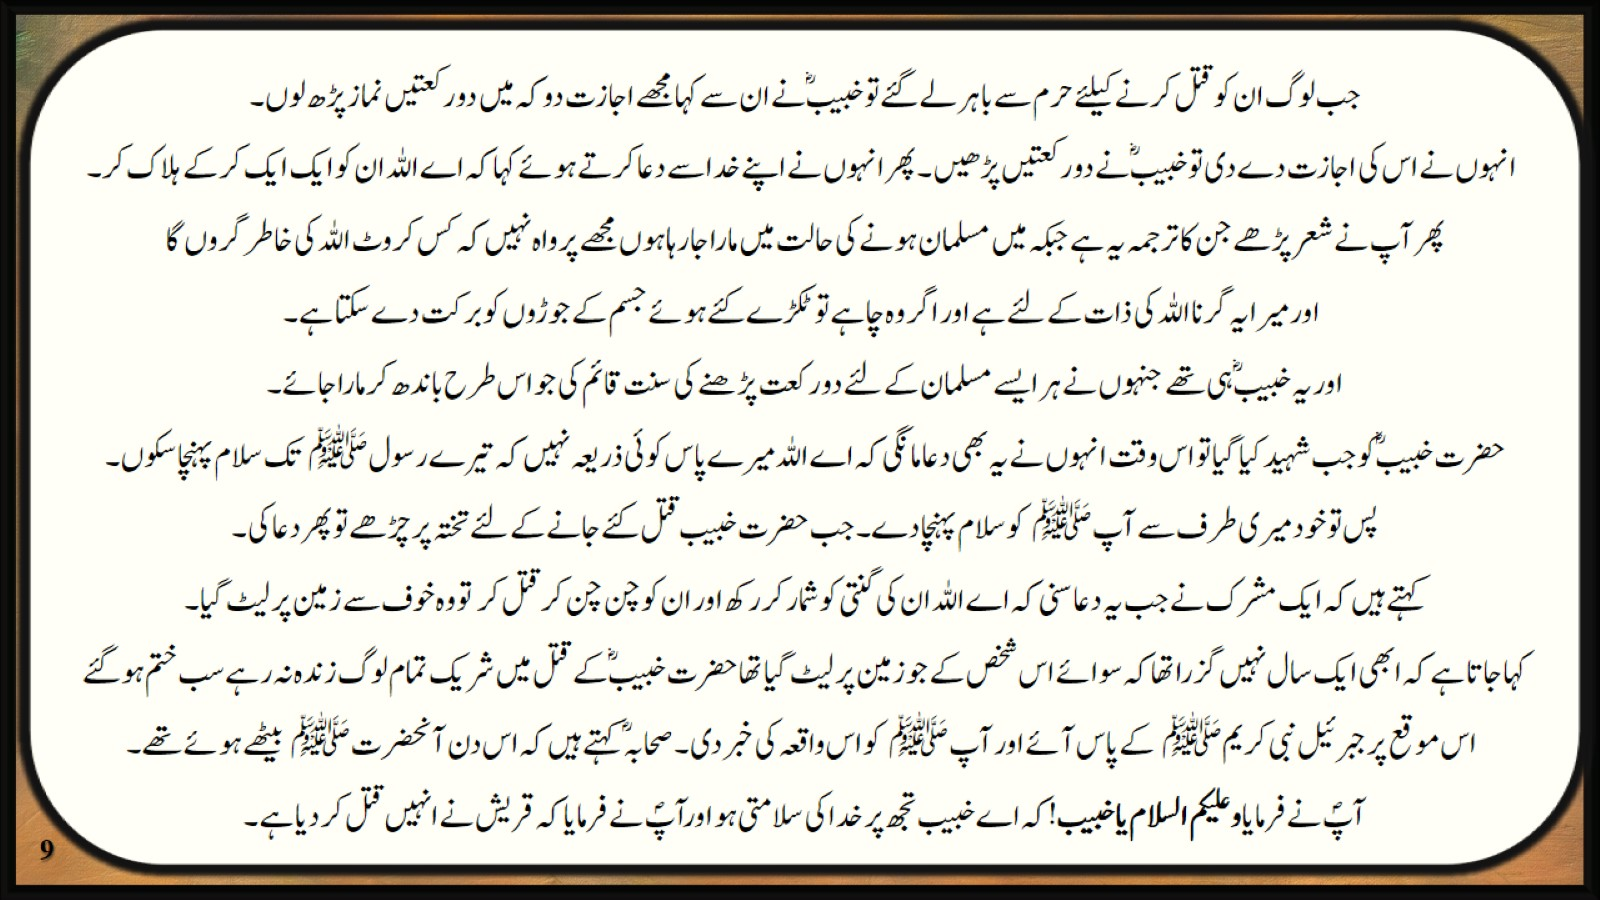 جب لوگ ان کو قتل کرنے کیلئے حرم سے باہر لے گئے تو خبیبؓ نے ان سے کہا مجھے اجازت دو کہ میں دو رکعتیں نماز پڑھ لوں۔
انہوں نے اس کی اجازت دے دی تو خبیبؓ نے دو رکعتیں پڑھیں۔ پھر انہوں نے اپنے خدا سے دعا کرتے ہوئے کہا کہ اے اللہ ان کو ایک ایک کر کے ہلاک کر۔
پھر آپ نے شعر پڑھے جن کا ترجمہ یہ ہے جبکہ میں مسلمان ہونے کی حالت میں مارا جا رہا ہوں مجھے پرواہ نہیں کہ کس کروٹ اللہ کی خاطر گروں گا
اور میرا یہ گرنا اللہ کی ذات کے لئے ہے اور اگر وہ چاہے تو ٹکڑے کئے ہوئے جسم کے جوڑوں کو برکت دے سکتا ہے۔
اور یہ خبیبؓ ہی تھے جنہوں نے ہر ایسے مسلمان کے لئے دو رکعت پڑھنے کی سنت قائم کی جو اس طرح باندھ کر مارا جائے۔
حضرت خبیبؓ کو جب شہید کیا گیا تو اس وقت انہوں نے یہ بھی دعا مانگی کہ اے اللہ میرے پاس کوئی ذریعہ نہیں کہ تیرے رسول ﷺ تک سلام پہنچا سکوں۔
پس تو خود میری طرف سے آپ ﷺ کو سلام پہنچا دے۔ جب حضرت خبیب قتل کئے جانے کے لئے تختہ پر چڑھے تو پھر دعا کی۔
کہتے ہیں کہ ایک مشرک نے جب یہ دعا سنی کہ اے اللہ ان کی گنتی کو شمار کر رکھ اور ان کو چن چن کر قتل کر تو وہ خوف سے زمین پر لیٹ گیا۔
کہا جاتا ہے کہ ابھی ایک سال نہیں گزرا تھا کہ سوائے اس شخص کے جو زمین پر لیٹ گیا تھا حضرت خبیبؓ کے قتل میں شریک تمام لوگ زندہ نہ رہے سب ختم ہو گئے
اس موقع پر جبرئیل نبی کریم ﷺ کے پاس آئے اور آپ ﷺ کو اس واقعہ کی خبر دی۔ صحابہؓ کہتے ہیں کہ اس دن آنحضرت ﷺ بیٹھے ہوئے تھے۔
آپؐ نے فرمایا وعلیکم السلام یا خبیب! کہ اے خبیب تجھ پر خدا کی سلامتی ہو اور آپؐ نے فرمایا کہ قریش نے انہیں قتل کر دیا ہے۔
9